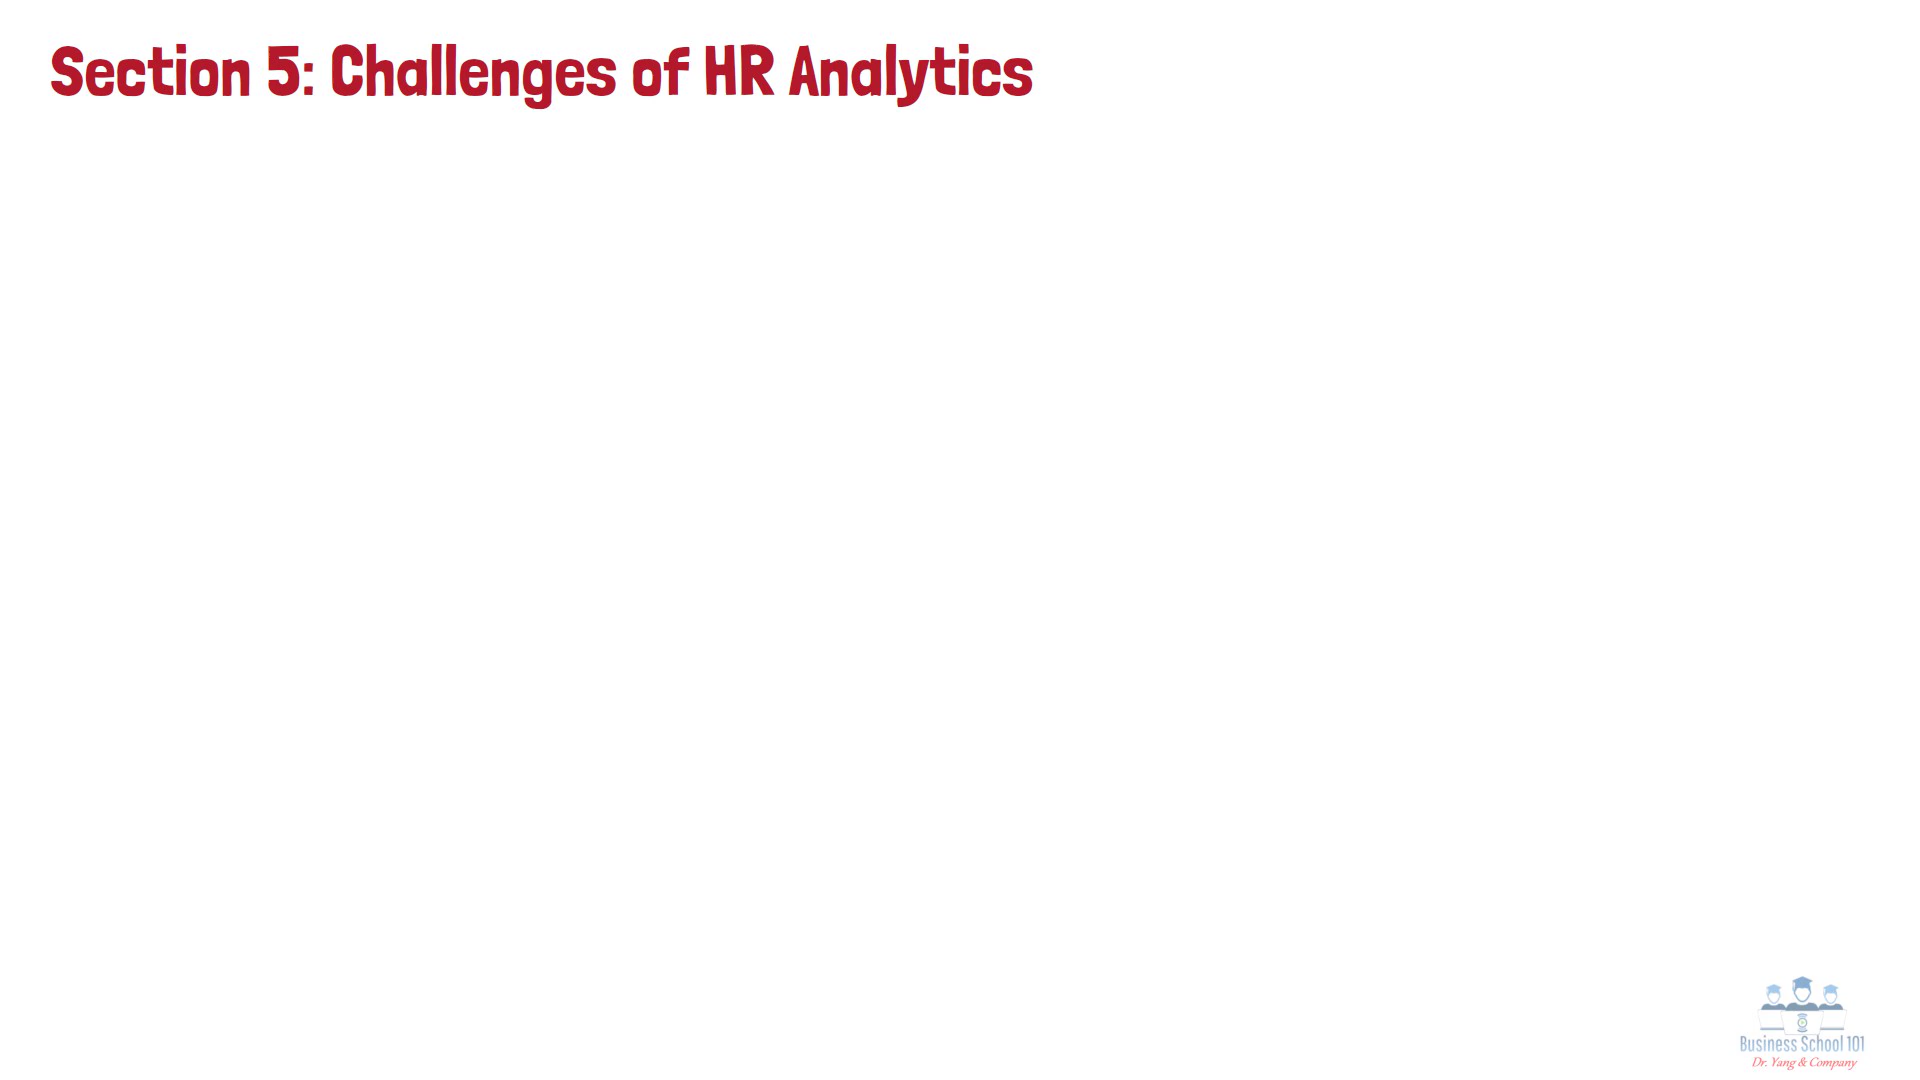 Section 5: Challenges of HR Analytics
Business School 101
Dr. Yang & Company